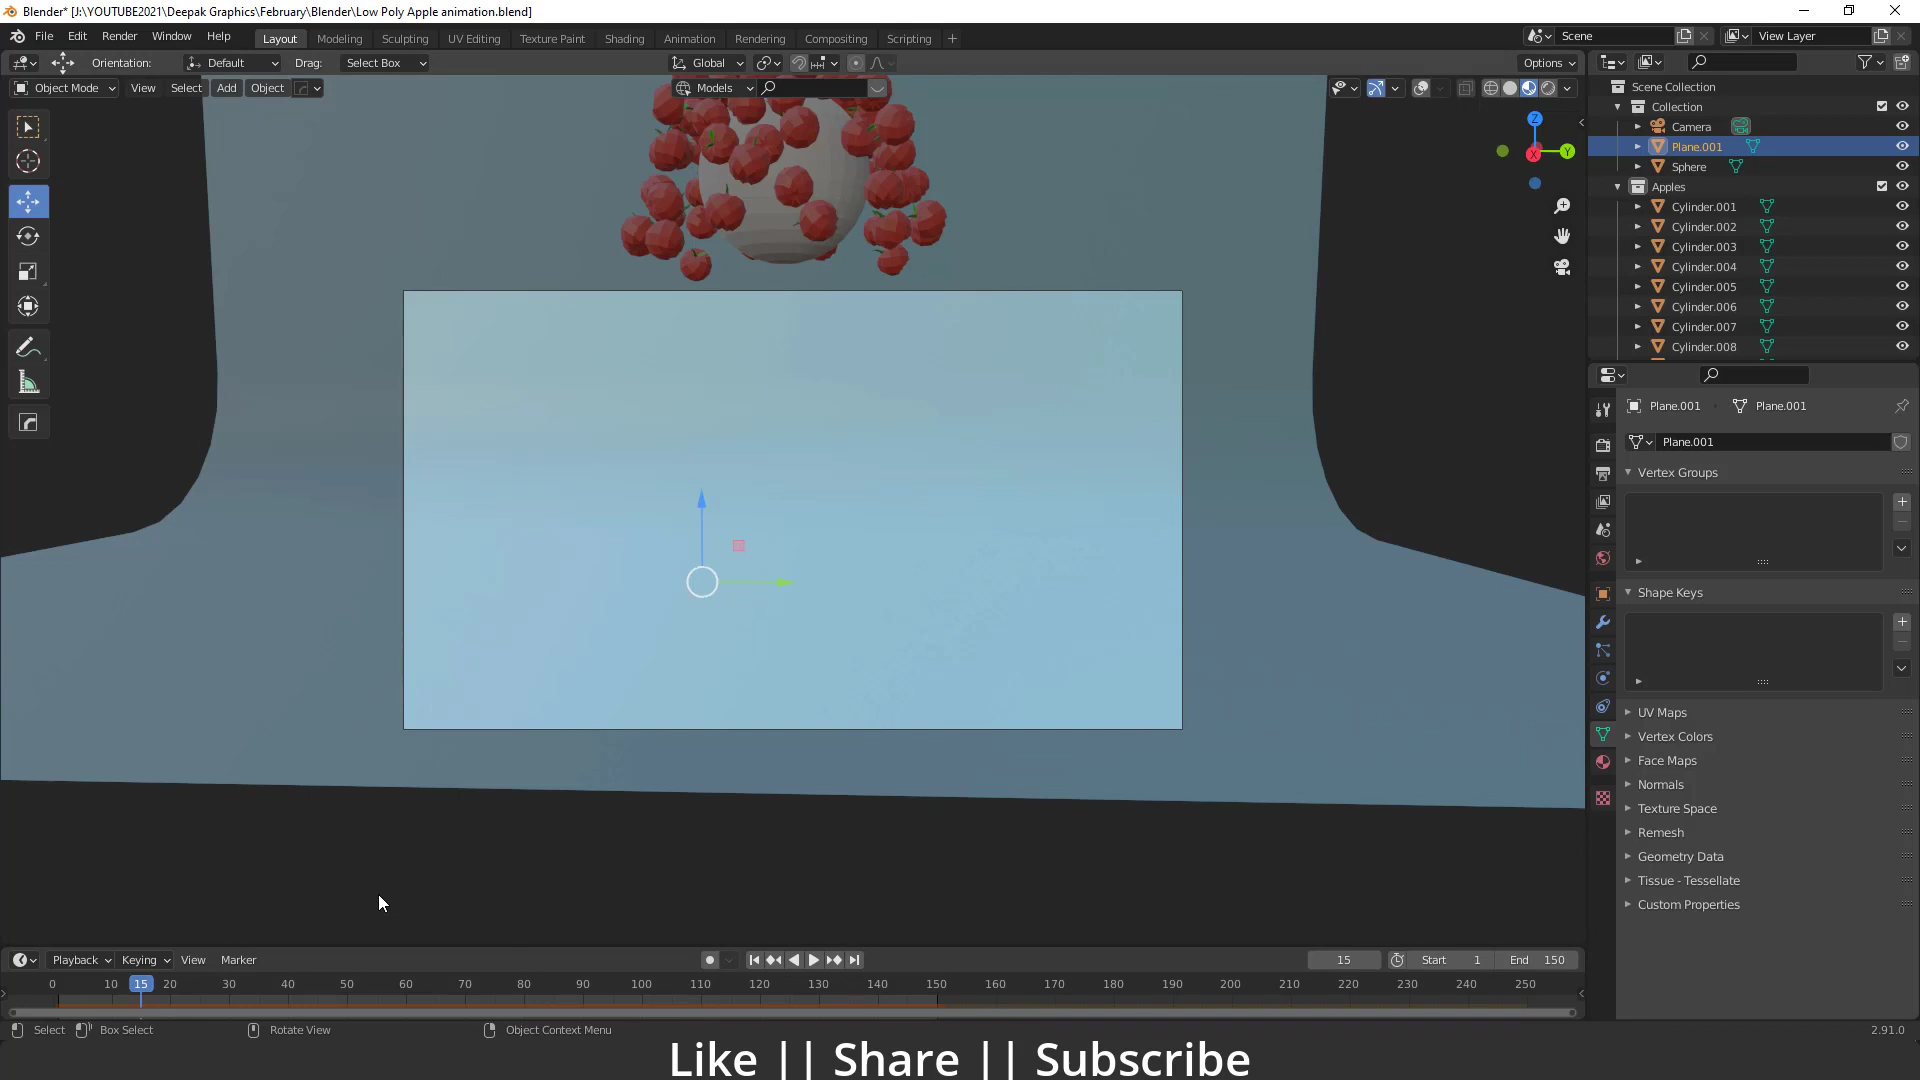 Blender* [J:\YOUTUBE2021\Deepak Graphics\February\Blender\Low Poly Apple animation.blend]
File Edit Render Window Help Layout Modeling Sculpting UV Editing Texture Paint Shading Animation Rendering Compositing Scripting + Scene View Layer
Orientation: Default Drag: Select Box Global Options
Object Mode View Select Add Object Models
Scene Collection
Collection
Camera
Plane.001
Sphere
Apples
Cylinder.001
Cylinder.002
Cylinder.003
Cylinder.004
Cylinder.005
Cylinder.006
Cylinder.007
Cylinder.008
Z
X Y
Plane.001 Plane.001
Plane.001
Vertex Groups
Shape Keys
UV Maps
Vertex Colors
Face Maps
Normals
Texture Space
Remesh
Geometry Data
Tissue - Tessellate
Custom Properties
Playback Keying View Marker 15 Start 1 End 150
0 10 15 20 30 40 50 60 70 80 90 100 110 120 130 140 150 160 170 180 190 200 210 220 230 240 250
Select Box Select Rotate View Object Context Menu 2.91.0
Like || Share || Subscribe